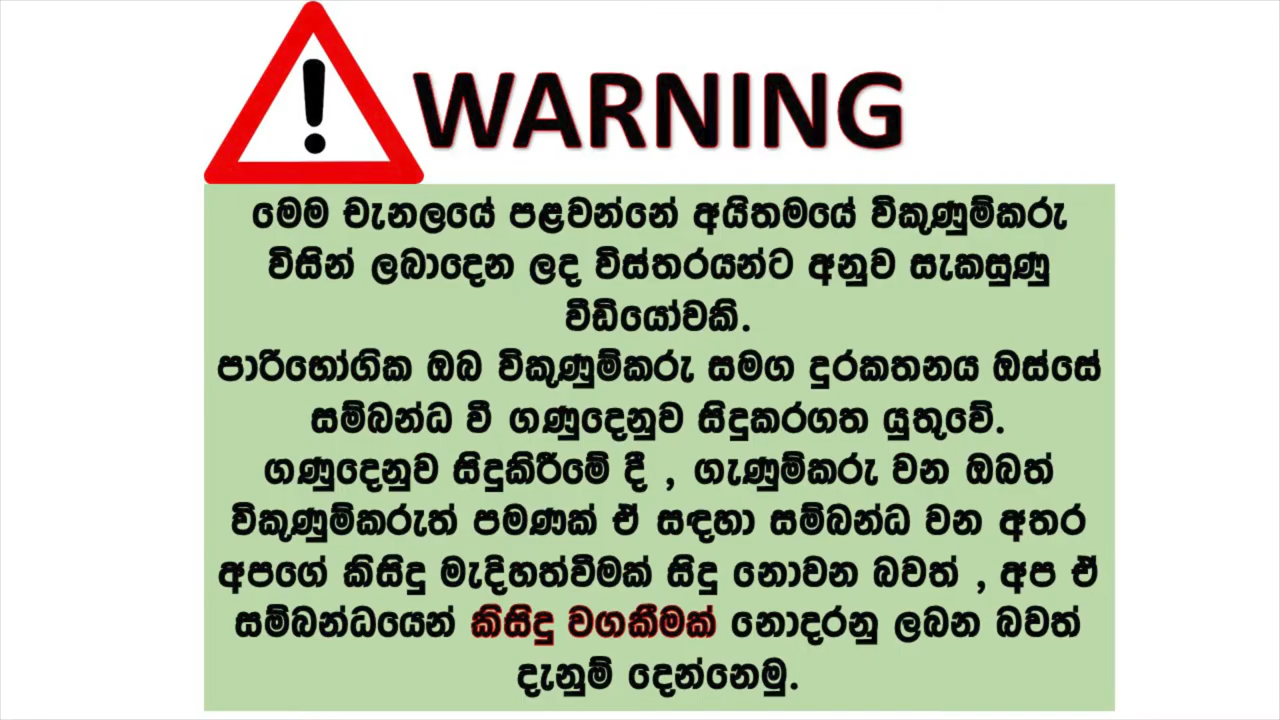 WARNING
මෙම චැනලයේ පළවන්නේ අයිතමයේ විකුණුම්කරු
විසින් ලබාදෙන ලද විස්තරයන්ට අනුව සැකසුණු
වීඩියෝවකි.
පාරිභෝගික ඔබ විකුණුම්කරු සමග දුරකතනය ඔස්සේ
සම්බන්ධ වී ගණුදෙනුව සිදුකරගත යුතුවේ.
ගණුදෙනුව සිදුකිරීමේ දී , ගැණුම්කරු වන ඔබත්
විකුණුම්කරුත් පමණක් ඒ සඳහා සම්බන්ධ වන අතර
අපගේ කිසිදු මැදිහත්වීමක් සිදු නොවන බවත් , අප ඒ
සම්බන්ධයෙන් කිසිදු වගකීමක් නොදරනු ලබන බවත්
දැනුම් දෙන්නෙමු.